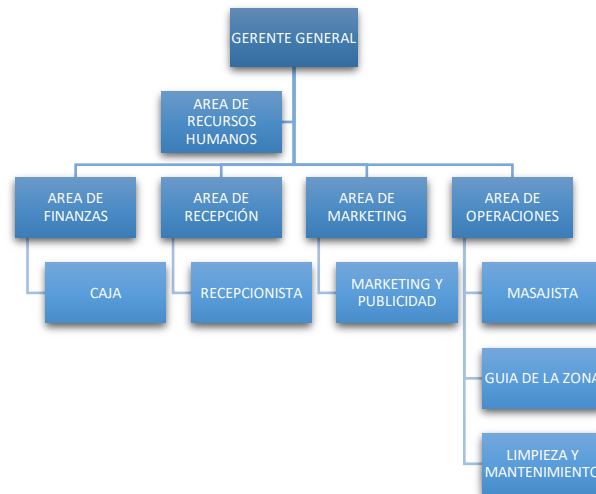 GERENTE GENERAL
AREA DE
RECURSOS
HUMANOS
AREA DE
FINANZAS
AREA DE
RECEPCIÓN
AREA DE
MARKETING
AREA DE
OPERACIONES
CAJA
RECEPCIONISTA
MARKETING Y
PUBLICIDAD
MASAJISTA
GUIA DE LA ZONA
LIMPIEZA Y
MANTENIMIENTO